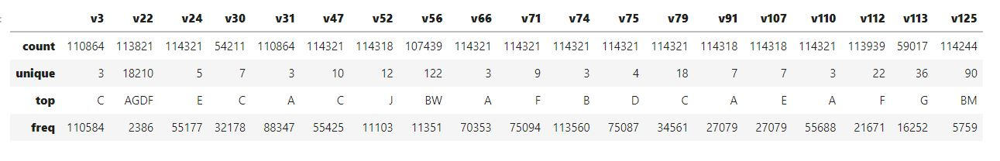 v3 v22 v24 v30 v31 v47 v52 v56 v66 v71 v74 v75 v79 v91 v107 v110 v112 v113 v125
count 110864 113821 114321 54211 110864 114321 114318 107439 114321 114321 114321 114321 114321 114318 114318 114321 113939 59017 114244
unique 3 18210 5 7 3 10 12 122 3 9 3 4 18 7 7 3 22 36 90
top C AGDF E C A C J BW A F B D C A E A F G BM
freq 110584 2386 55177 32178 88347 55425 11103 11351 70353 75094 113560 75087 34561 27079 27079 55688 21671 16252 5759